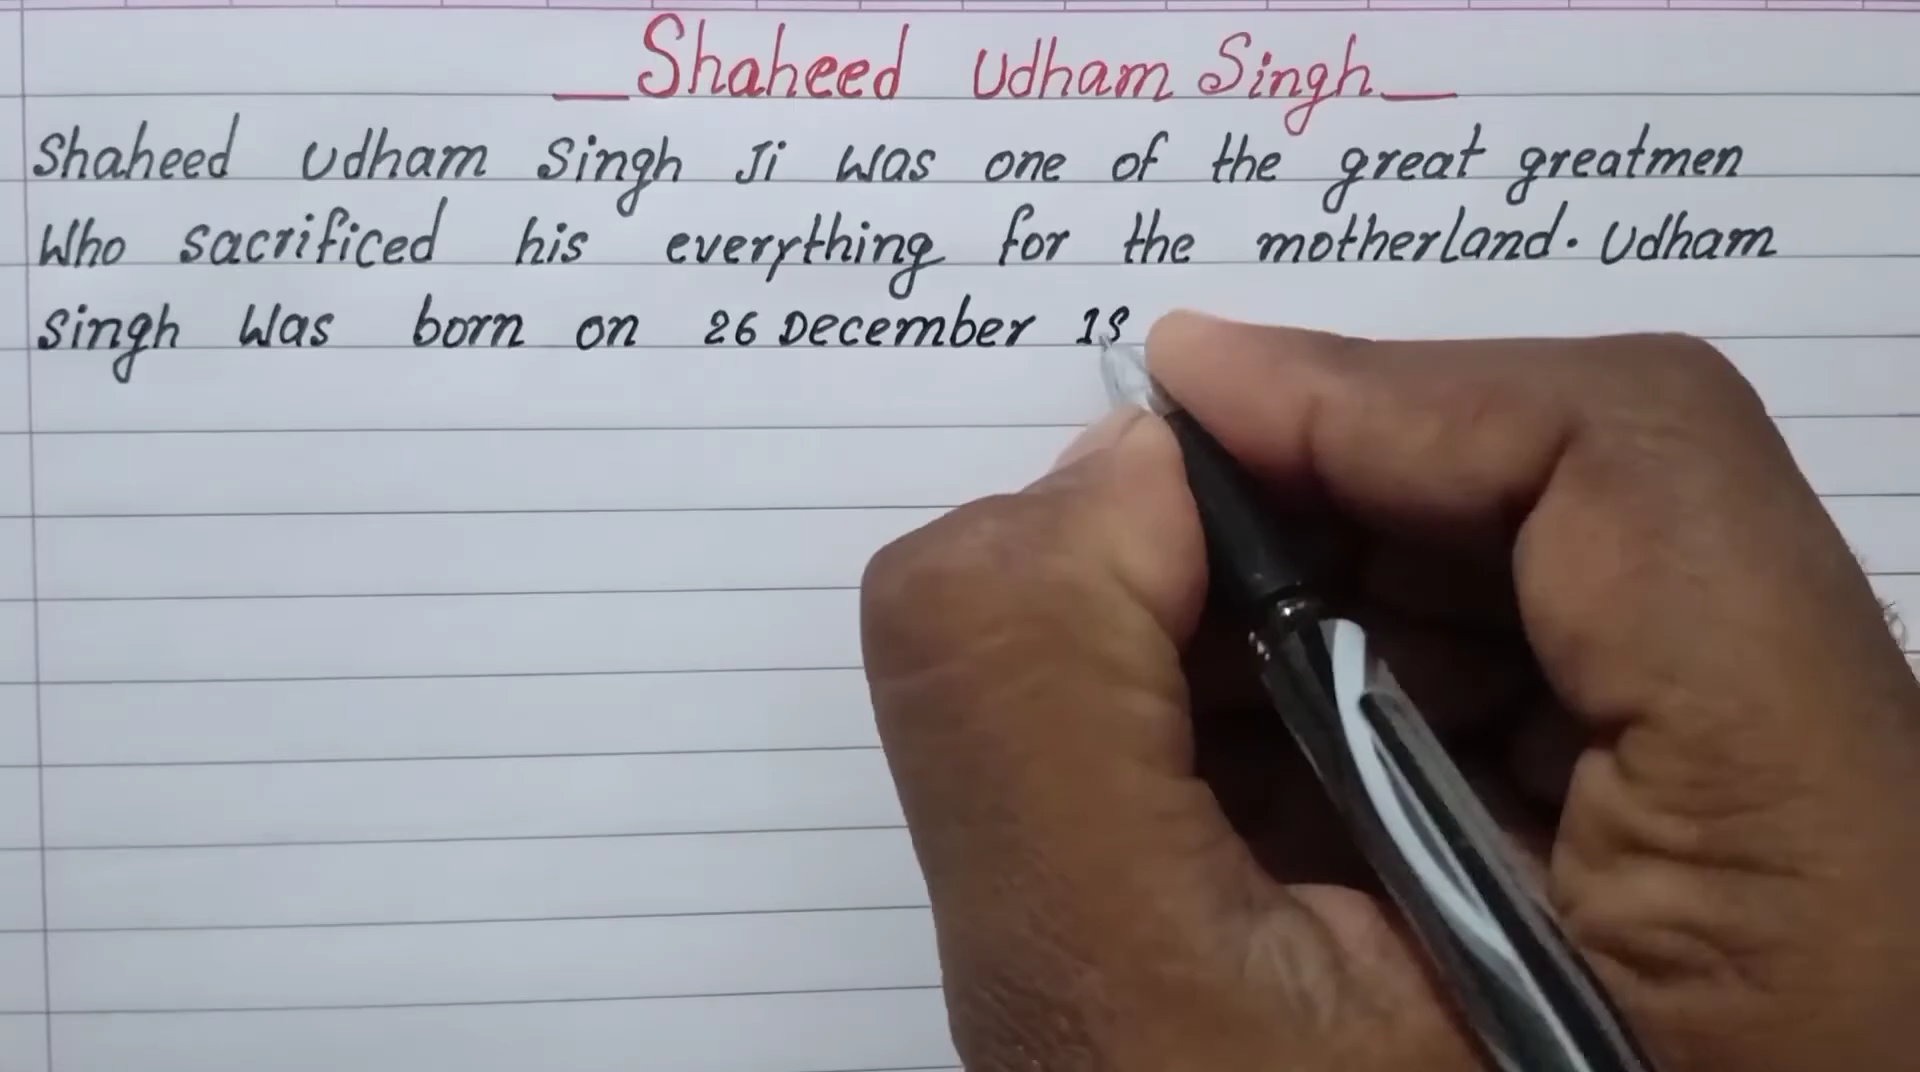 Shaheed Udham Singh
Shaheed Udham Singh Ji was one of the great greatmen
Who sacrificed his everything for the motherland. Udham
Singh Was born on 26 December